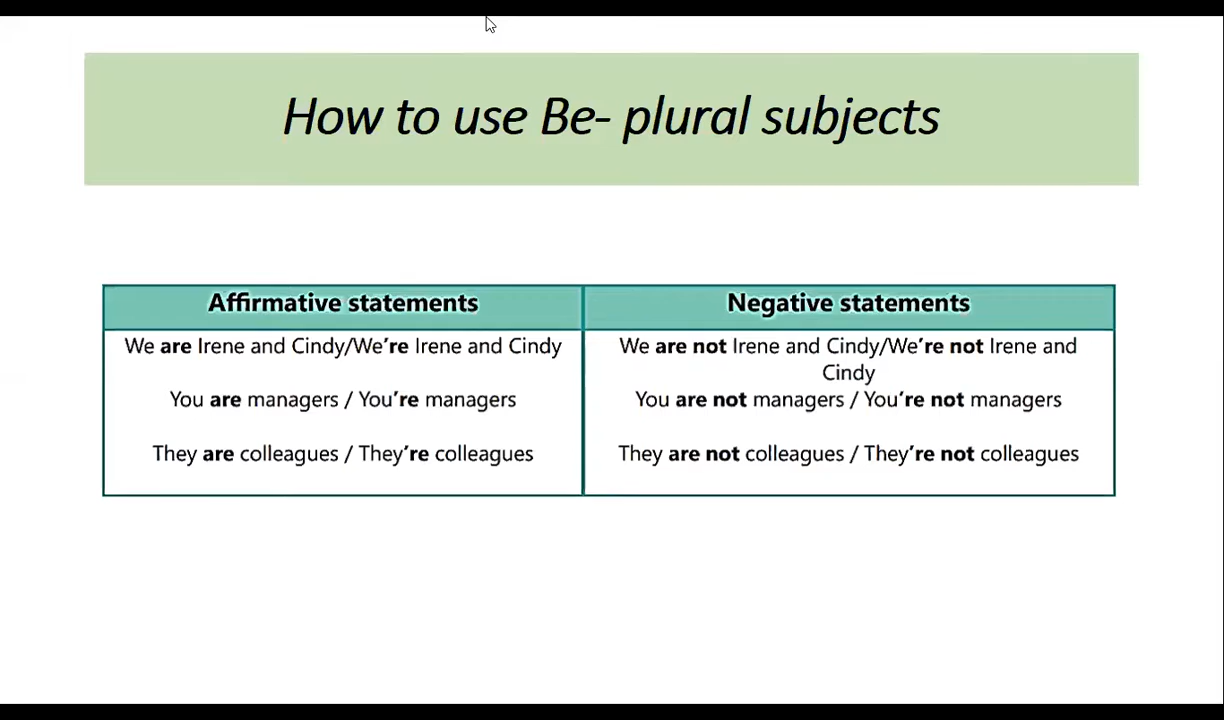 How to use Be- plural subjects
Affirmative statements
We are Irene and Cindy/We're Irene and Cindy
You are managers / You're managers
They are colleagues / They're colleagues
Negative statements
We are not Irene and Cindy/We're not Irene and
Cindy
You are not managers / You're not managers
They are not colleagues / They're not colleagues